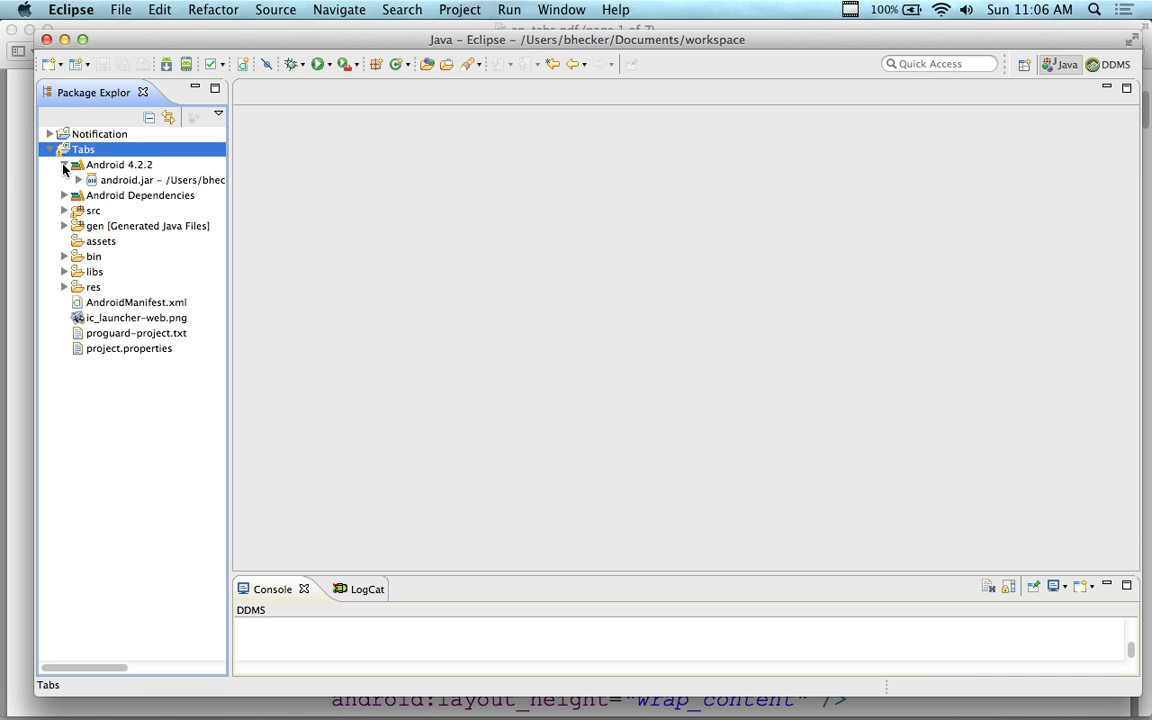 Eclipse File Edit Refactor Source Navigate Search Project Run Window Help 100% Sun 11:06 AM
Java – Eclipse – /Users/bhecker/Documents/workspace
Quick Access Java DDMS
Package Explor
Notification
Tabs
Android 4.2.2
android.jar – /Users/bhec
Android Dependencies
src
gen [Generated Java Files]
assets
bin
libs
res
AndroidManifest.xml
ic_launcher-web.png
proguard-project.txt
project.properties
Console LogCat
DDMS
Tabs
android:layout_height="wrap_content" />